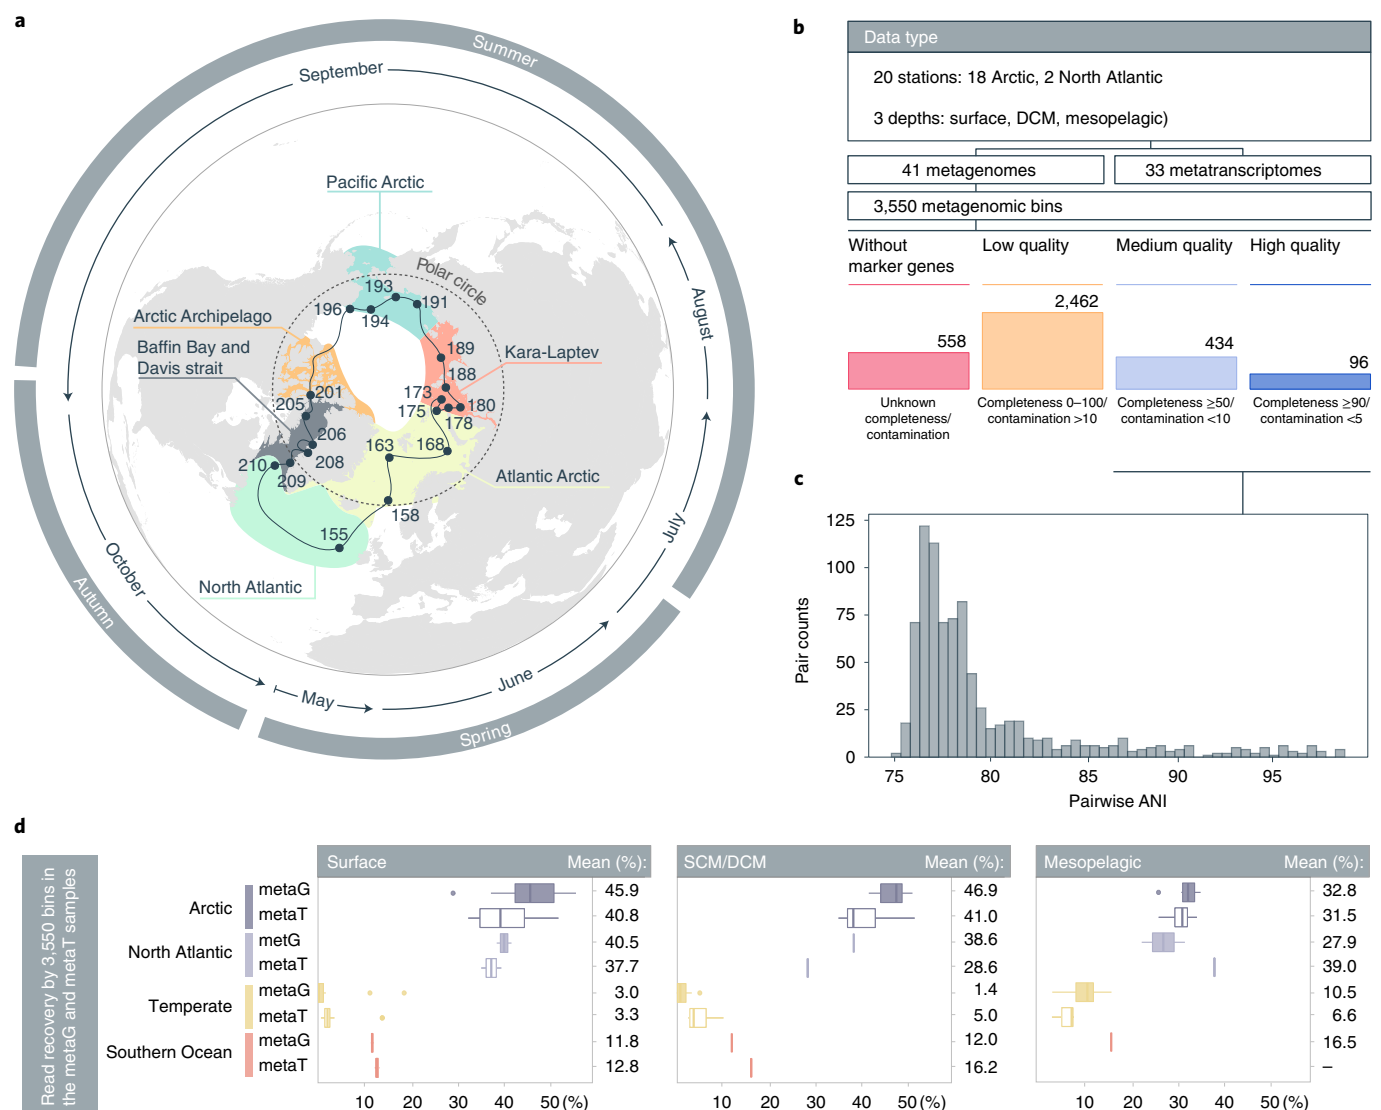 a
Summer
September
August
July
June
May
Spring
October
Autumn
Pacific Arctic
Polar circle
193
191
196
194
Arctic Archipelago
Baffin Bay and
Davis strait
Kara-Laptev
189
188
173
180
175
178
201
205
206
208
210
209
163
168
Atlantic Arctic
158
155
North Atlantic
b
Data type
20 stations: 18 Arctic, 2 North Atlantic
3 depths: surface, DCM, mesopelagic)
41 metagenomes
33 metatranscriptomes
3,550 metagenomic bins
Without
marker genes
Low quality
Medium quality
High quality
558
2,462
434
96
Unknown
completeness/
contamination
Completeness 0–100/
contamination >10
Completeness ≥50/
contamination <10
Completeness ≥90/
contamination <5
c
Pair counts
125
100
75
50
25
0
75 80 85 90 95
Pairwise ANI
d
Read recovery by 3,550 bins in
the metaG and metaT samples
Arctic
North Atlantic
Temperate
Southern Ocean
metaG
metaT
metG
metaT
metaG
metaT
metaG
metaT
Surface Mean (%):
45.9
40.8
40.5
37.7
3.0
3.3
11.8
12.8
10 20 30 40 50 (%)
SCM/DCM Mean (%):
46.9
41.0
38.6
28.6
1.4
5.0
12.0
16.2
10 20 30 40 50 (%)
Mesopelagic Mean (%):
32.8
31.5
27.9
39.0
10.5
6.6
16.5
–
10 20 30 40 50 (%)